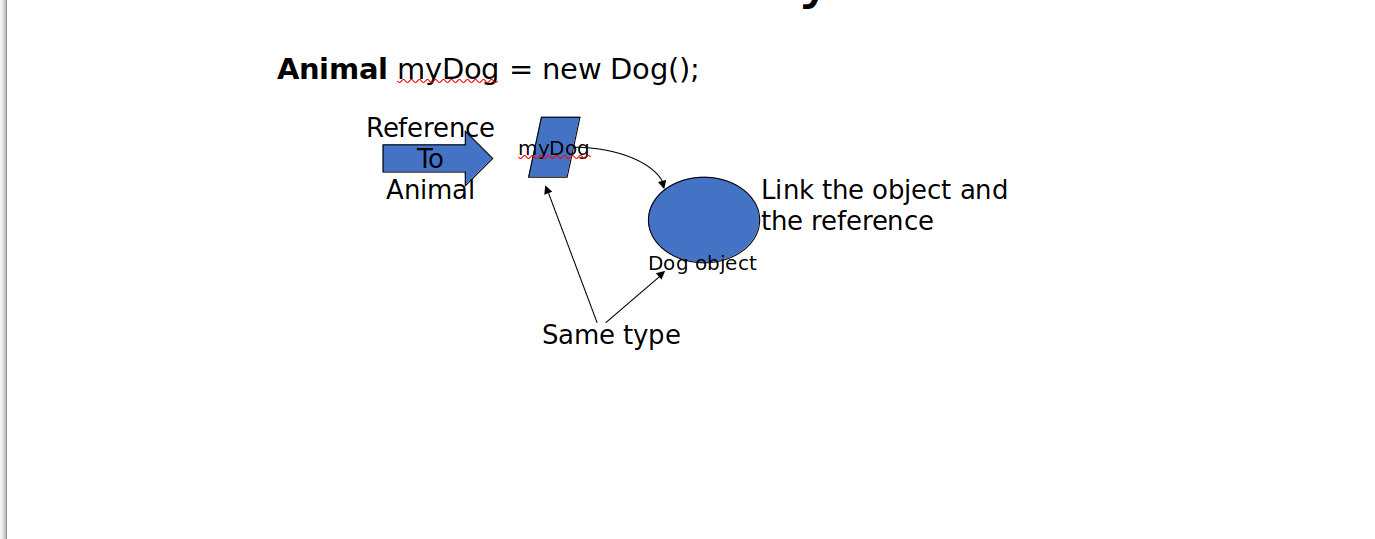 Animal myDog = new Dog();
Reference
To
Animal
myDog
Link the object and
the reference
Dog object
Same type